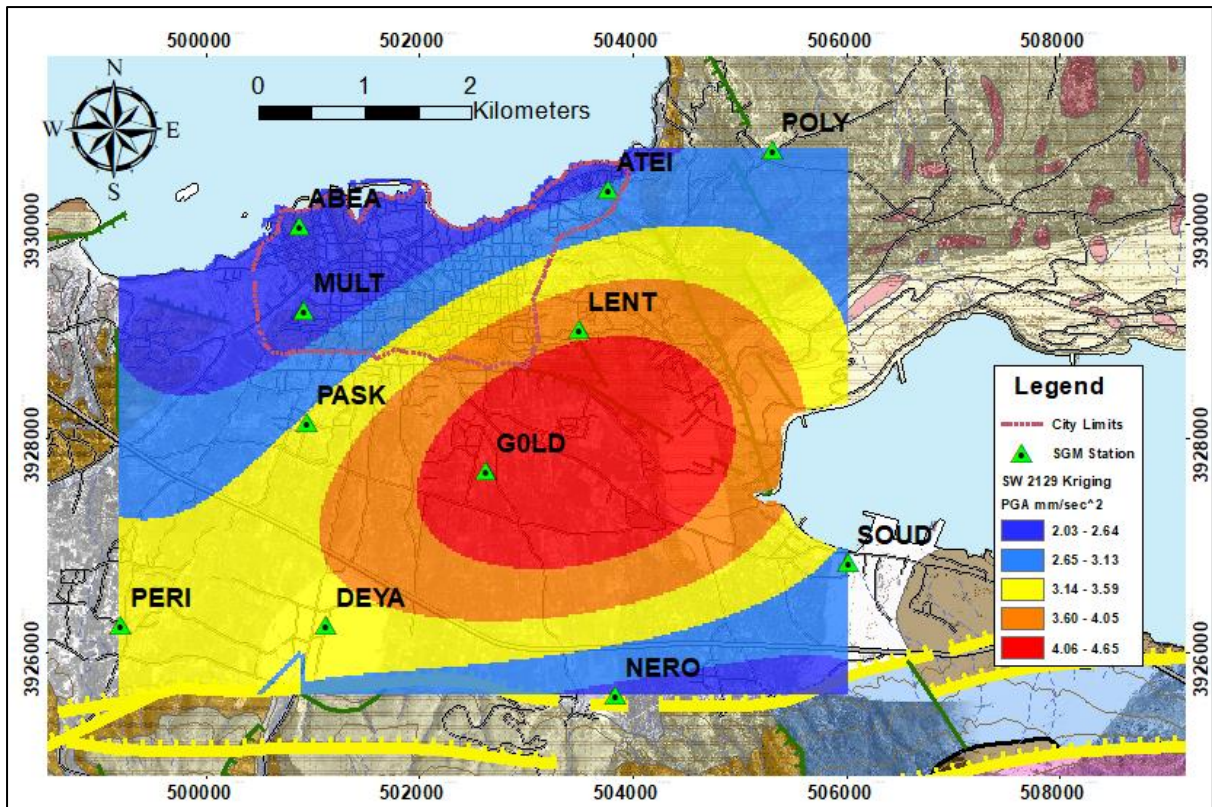 500000 502000 504000 506000 508000
N
W E
S
0 1 2
Kilometers
POLY
ATEI
ABEA
3930000
3930000
MULT
LENT
PASK
3928000
3928000
G0LD
Legend
City Limits
SGM Station
SW 2129 Kriging
PGA mm/sec^2
2.03 - 2.64
2.65 - 3.13
3.14 - 3.59
3.60 - 4.05
4.06 - 4.65
SOUD
PERI
DEYA
3926000
3926000
NERO
500000 502000 504000 506000 508000